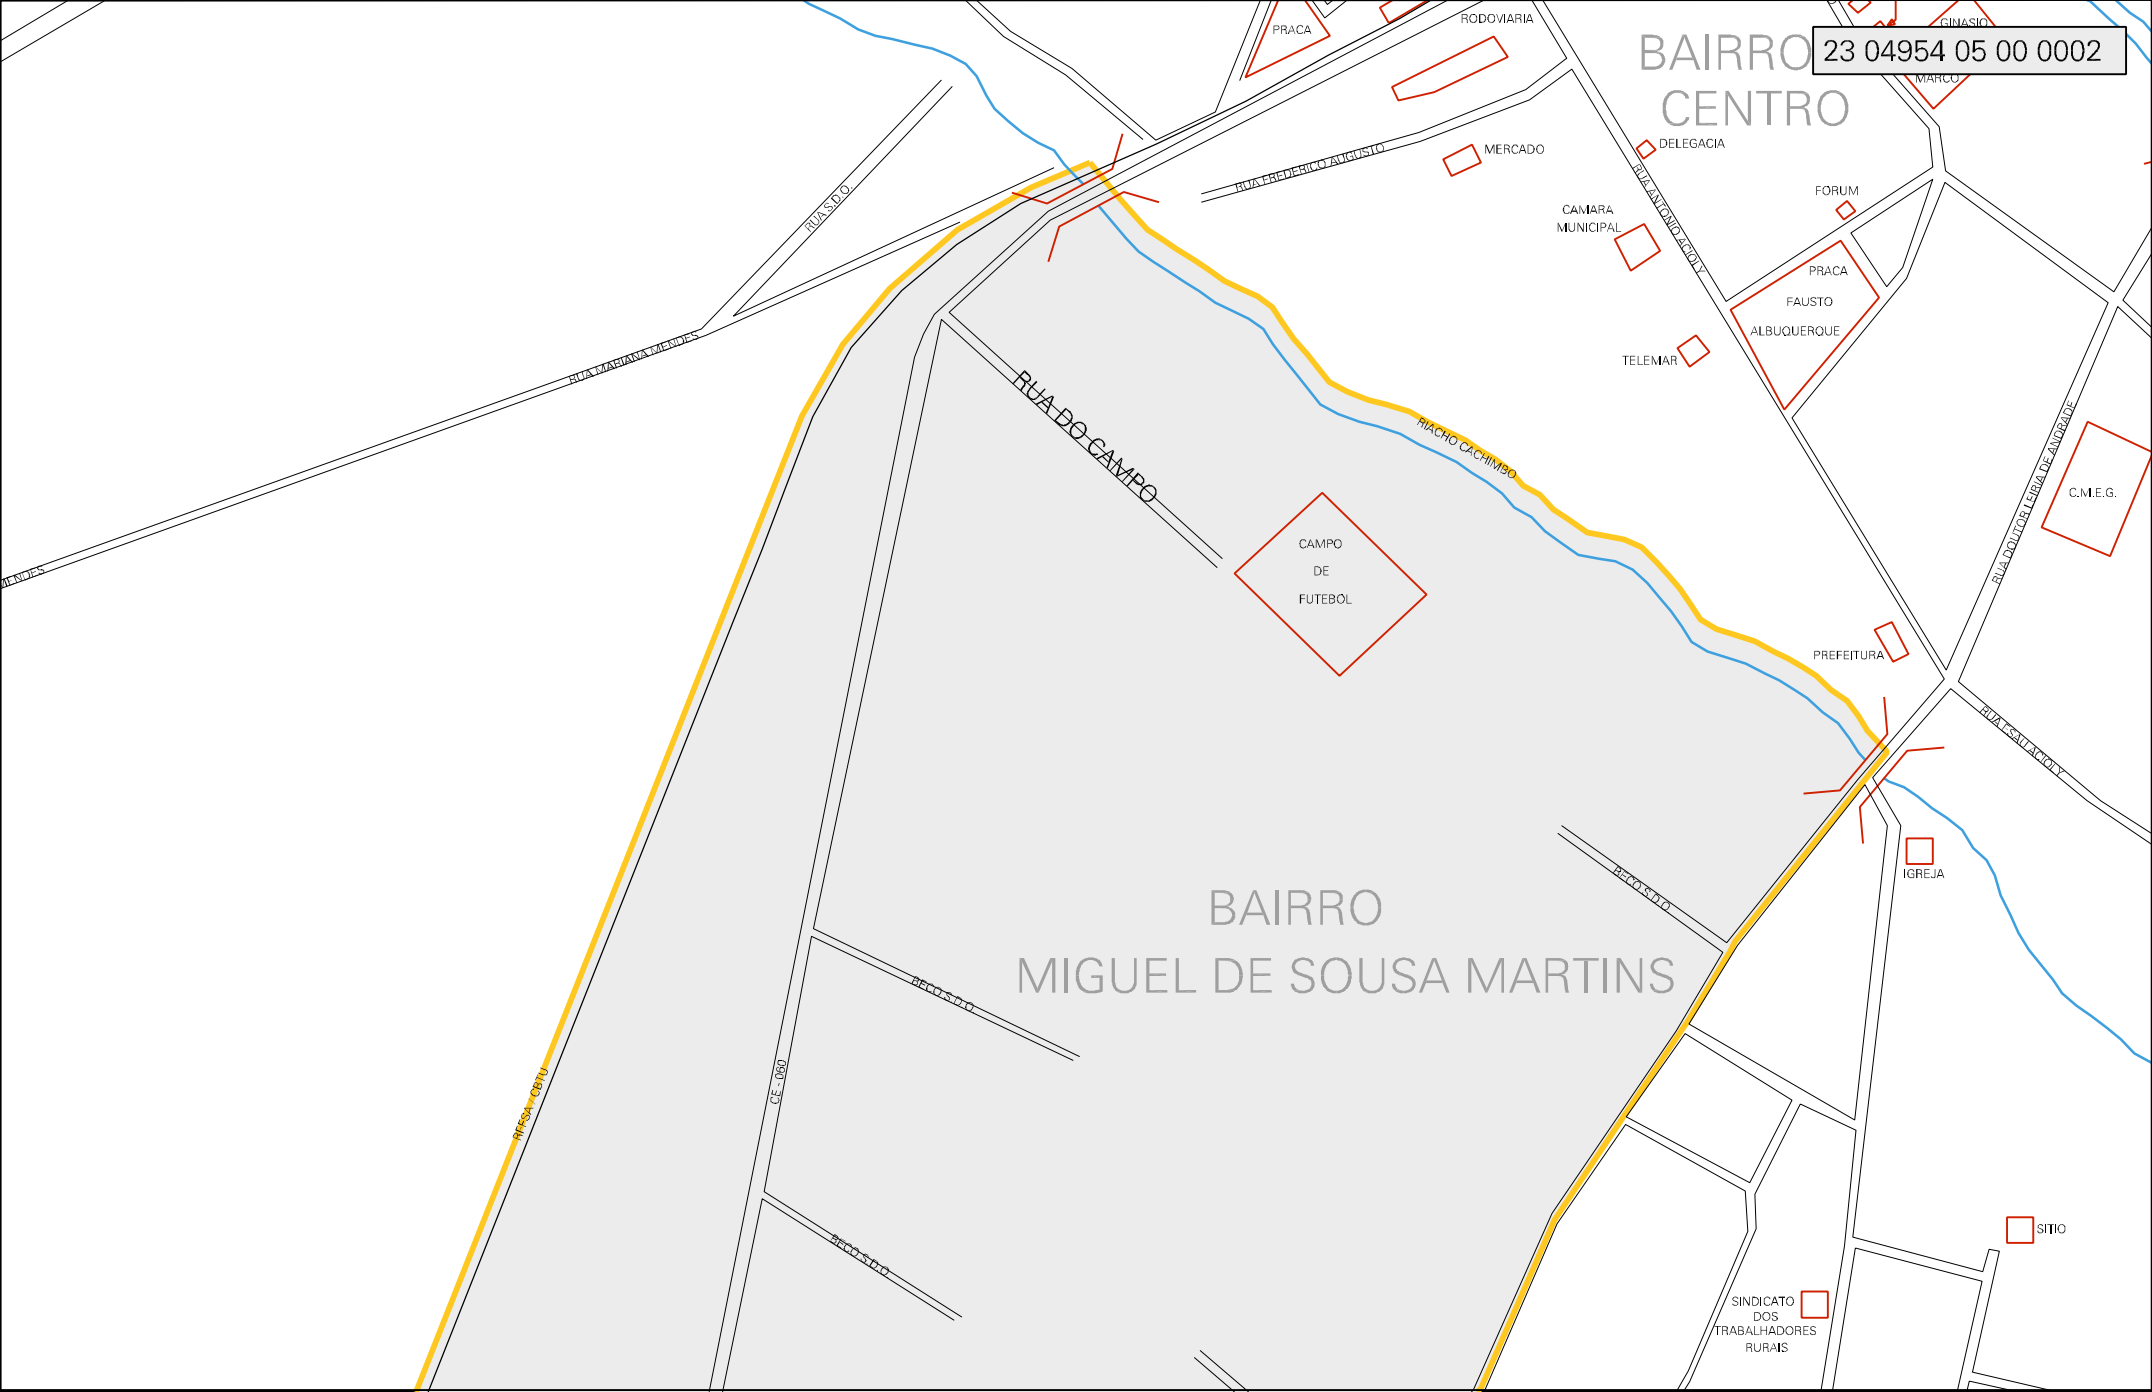 RODOVIARIA
PRACA
GINASIO
23 04954 05 00 0002
BAIRRO
CENTRO
MARCO
DELEGACIA
MERCADO
RUA FREDERICO AUGUSTO
RUA ANTONIO ACIOLY
RUA S.D.O.
FORUM
CAMARA
MUNICIPAL
PRACA
FAUSTO
ALBUQUERQUE
TELEMAR
RUA MARIANA MENDES
RUA DO CAMPO
RIACHO CACHIMBO
RUA DOUTOR LEIRIA DE ANDRADE
C.M.E.G.
CAMPO
DE
FUTEBOL
MENDES
PREFEITURA
RUA ESAU ACIOLY
IGREJA
BECO S.D.O
BAIRRO
MIGUEL DE SOUSA MARTINS
BECO S.D.O
CE - 060
RFFSA / CBTU
BECO S.D.O
SITIO
SINDICATO
DOS
TRABALHADORES
RURAIS